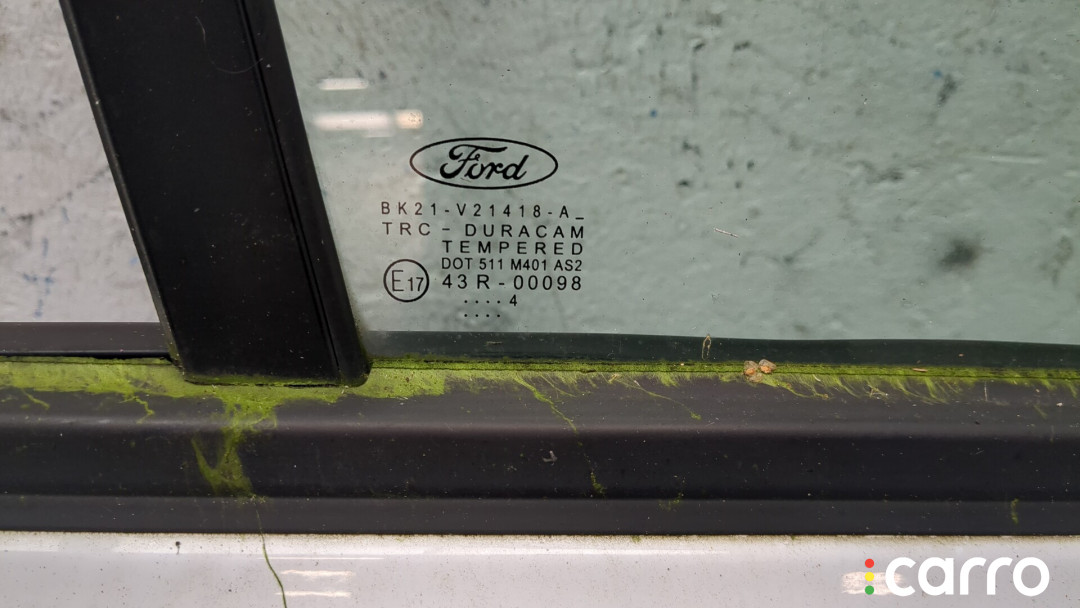 Ford
BK21-V21418-A_
TRC - DURACAM
TEMPERED
DOT 511 M401 AS2
E17 43R-00098
.... 4
....
carro